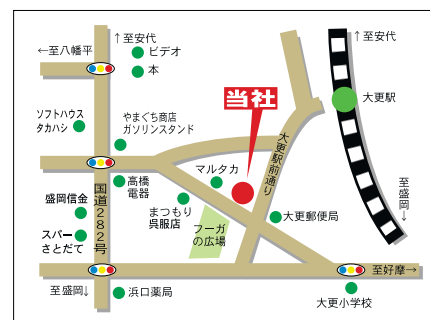 ↑至安代
ビデオ
本
←至八幡平
↑至安代
大更駅
当社
ソフトハウス
タカハシ
やまぐち商店
ガソリンスタンド
大更駅前通り
マルタカ
高橋
電器
国道282号
盛岡信金
まつもり
呉服店
フーガ
の広場
大更郵便局
至盛岡↓
スパー
さとだて
至盛岡↓
浜口薬局
至好摩→
大更小学校